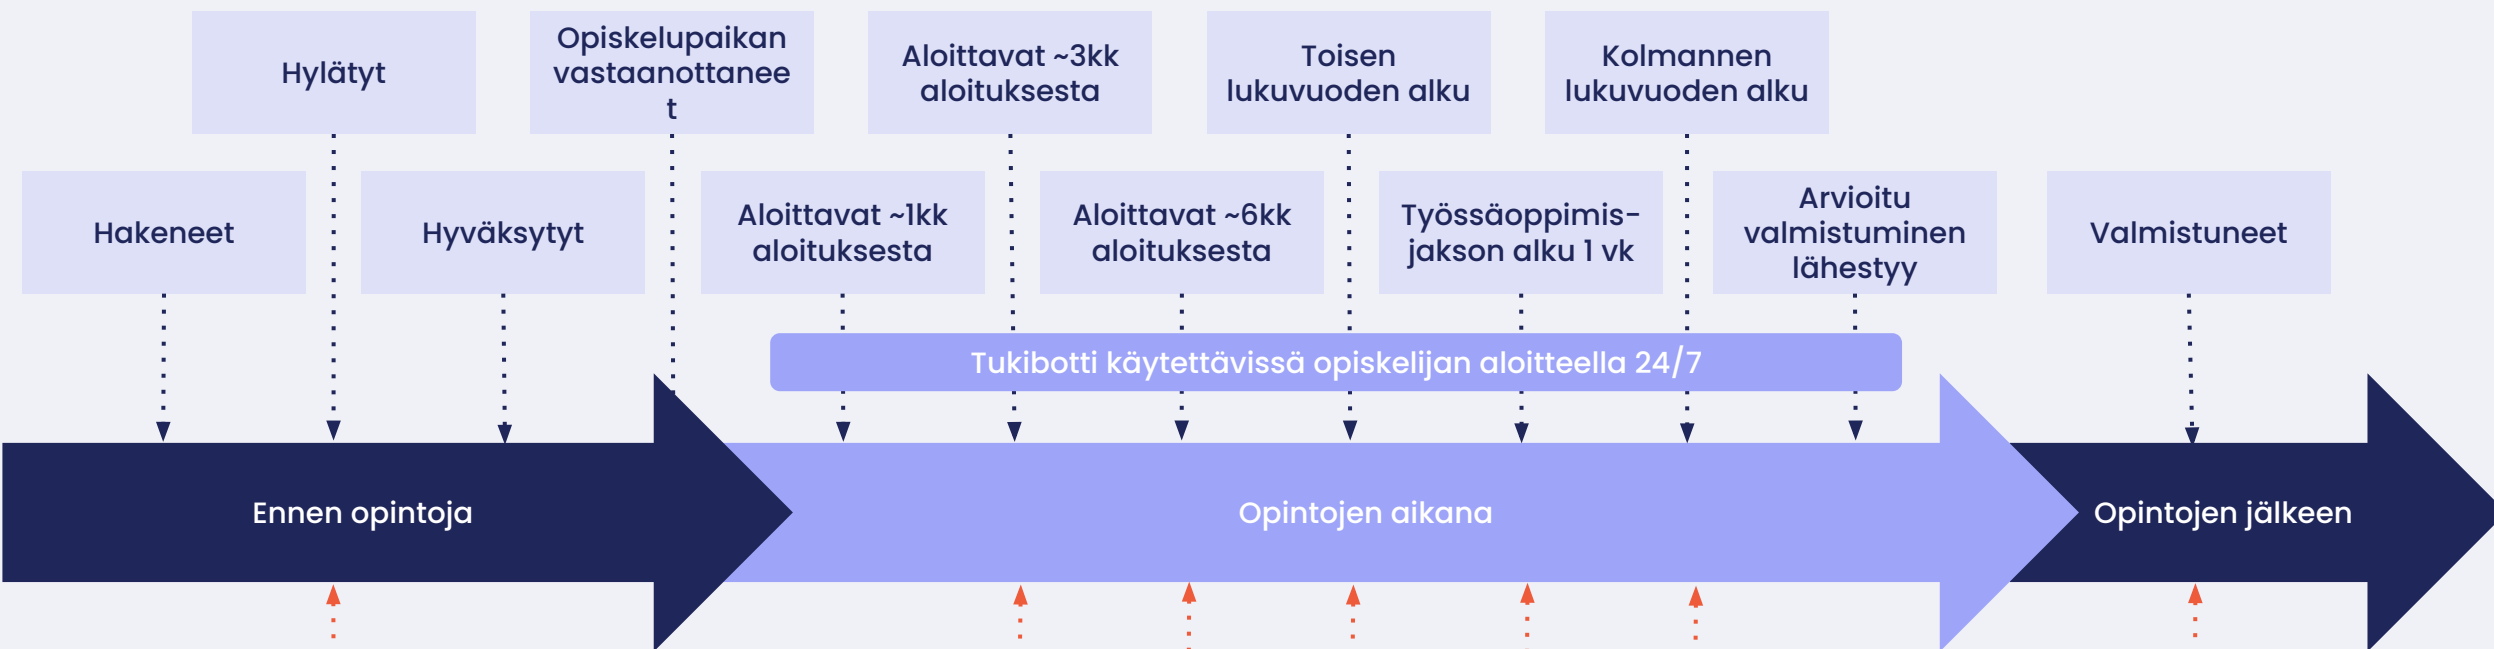 Hylätyt
Opiskelupaikan
vastaanottanee
t
Aloittavat ~3kk
aloituksesta
Toisen
lukuvuoden alku
Kolmannen
lukuvuoden alku
Hakeneet
Hyväksytyt
Aloittavat ~1kk
aloituksesta
Aloittavat ~6kk
aloituksesta
Työssäoppimis-
jakson alku 1 vk
Arvioitu
valmistuminen
lähestyy
Valmistuneet
Tukibotti käytettävissä opiskelijan aloitteella 24/7
Ennen opintoja
Opintojen aikana
Opintojen jälkeen